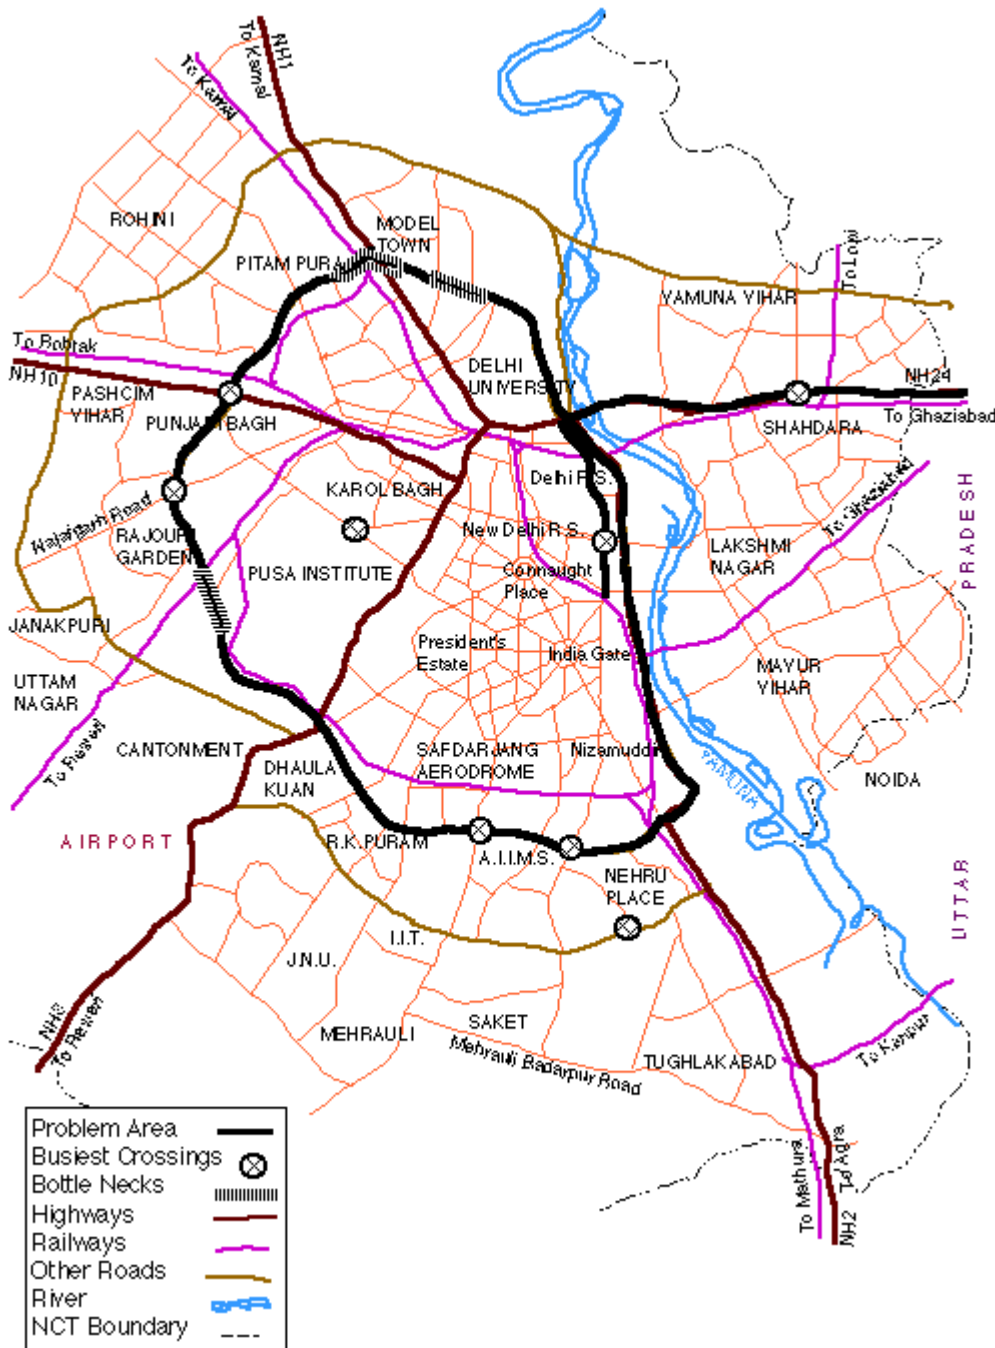 NH1
To Karnal
To Karnal
ROHINI
MODEL
TOWN
PITAM PURA
YAMUNA YIHAR
To Loni
To Rohtak
NH10
PASHCIM
YIHAR
PUNJABI BAGH
DELHI
UNIVERSITY
NH24
To Ghaziabad
SHAHDARA
Najafgarh Road
KAROL BAGH
Delhi R.S.
To Ghaziabad
RAJOURI
GARDEN
PUSA INSTITUTE
New Delhi R.S.
Connaught
Place
LAKSHMI
NAGAR
PRADESH
JANAKPURI
President's
Estate
India Gate
MAYUR
YIHAR
UTTAM
NAGAR
To Rewari
CANTONMENT
DHAULA
KUAN
SAFDARJANG
AERODROME
Nizamuddin
YAMUNA
NOIDA
AIRPORT
R.K.PURAM
A.I.I.M.S.
NEHRU
PLACE
UTTAR
I.I.T.
J.N.U.
NH8
To Rewari
MEHRAULI
SAKET
Mehrauli Badarpur Road
TUGHLAKABAD
To Kanpur
To Mathura
To Agra
NH2
Problem Area
Busiest Crossings
Bottle Necks
Highways
Railways
Other Roads
River
NCT Boundary